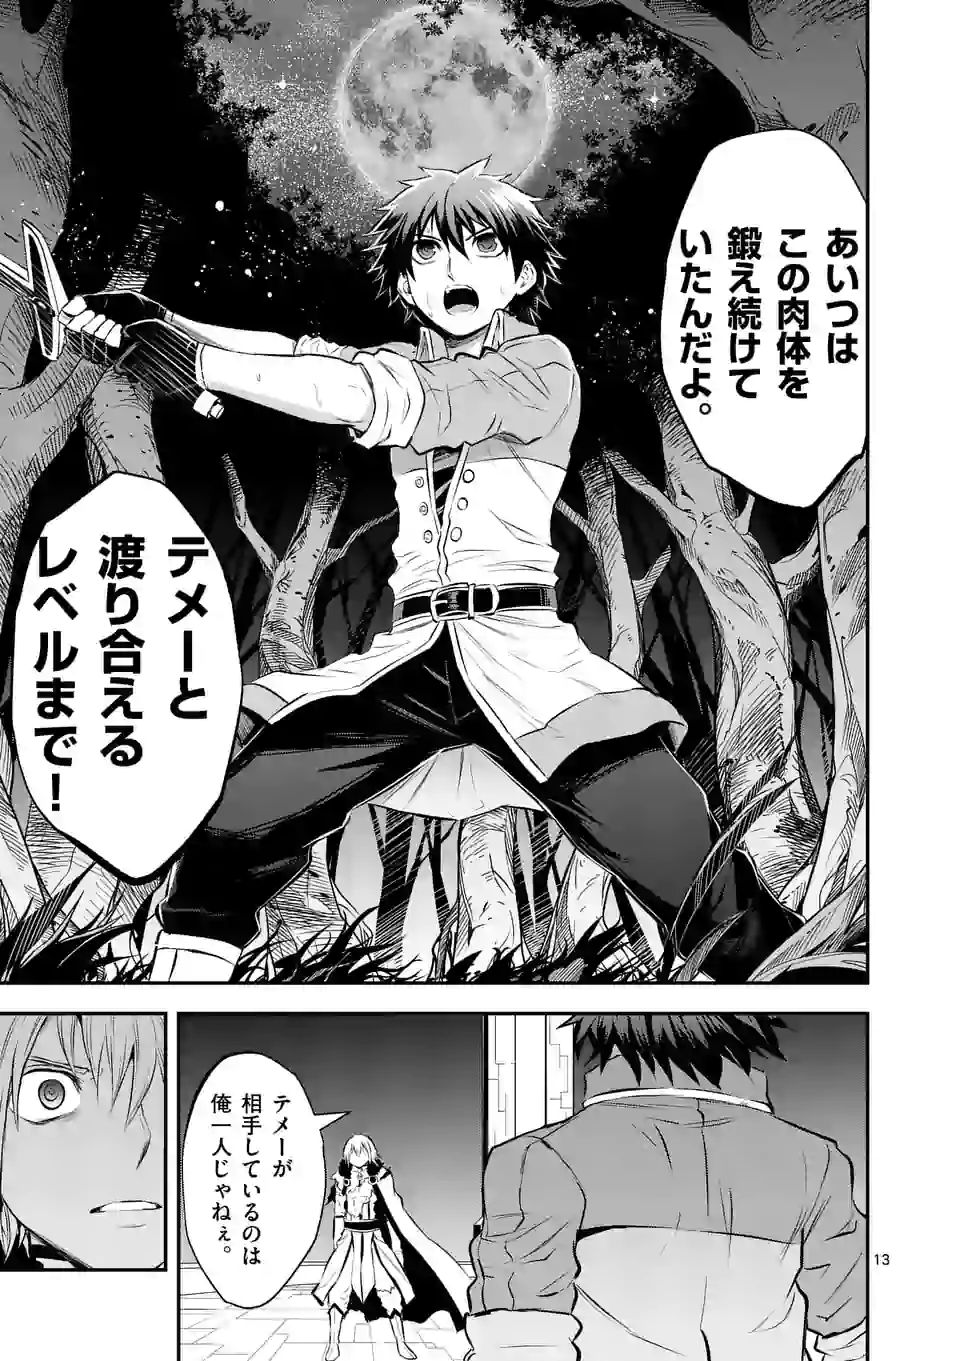 あいつは
この肉体を
鍛え続けて
いたんだよ。
テメーと
渡り合える
レベルまで!
テメーが
相手しているのは
俺一人じゃねぇ。
13